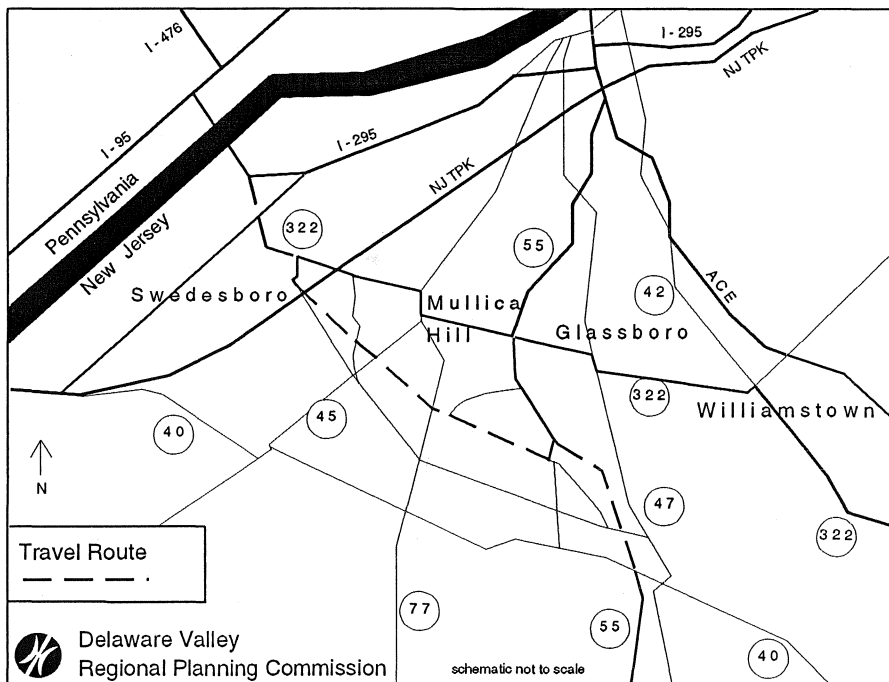 I-476
I-295
NJ TPK
I-95
I-295
Pennsylvania
NJ TPK
New Jersey
322
55
42
ACE
Swedesboro
Mullica
Hill
Glassboro
322
Williamstown
40
45
N
47
322
Travel Route
77
55
40
Delaware Valley
Regional Planning Commission
schematic not to scale